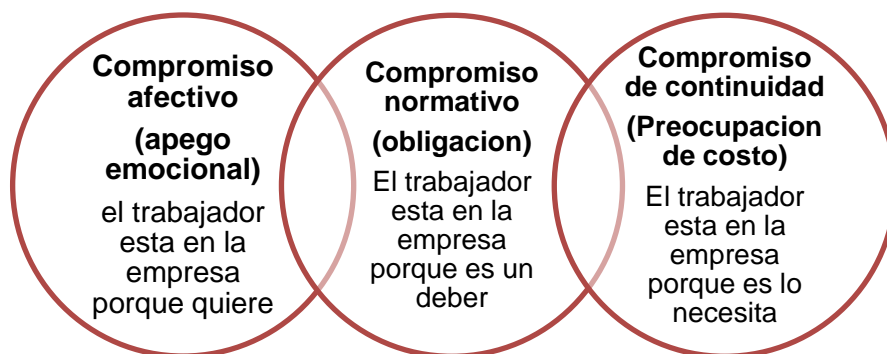 Compromiso
afectivo
(apego
emocional)
el trabajador
esta en la
empresa
porque quiere
Compromiso
normativo
(obligacion)
El trabajador
esta en la
empresa
porque es un
deber
Compromiso
de continuidad
(Preocupacion
de costo)
El trabajador
esta en la
empresa
porque es lo
necesita